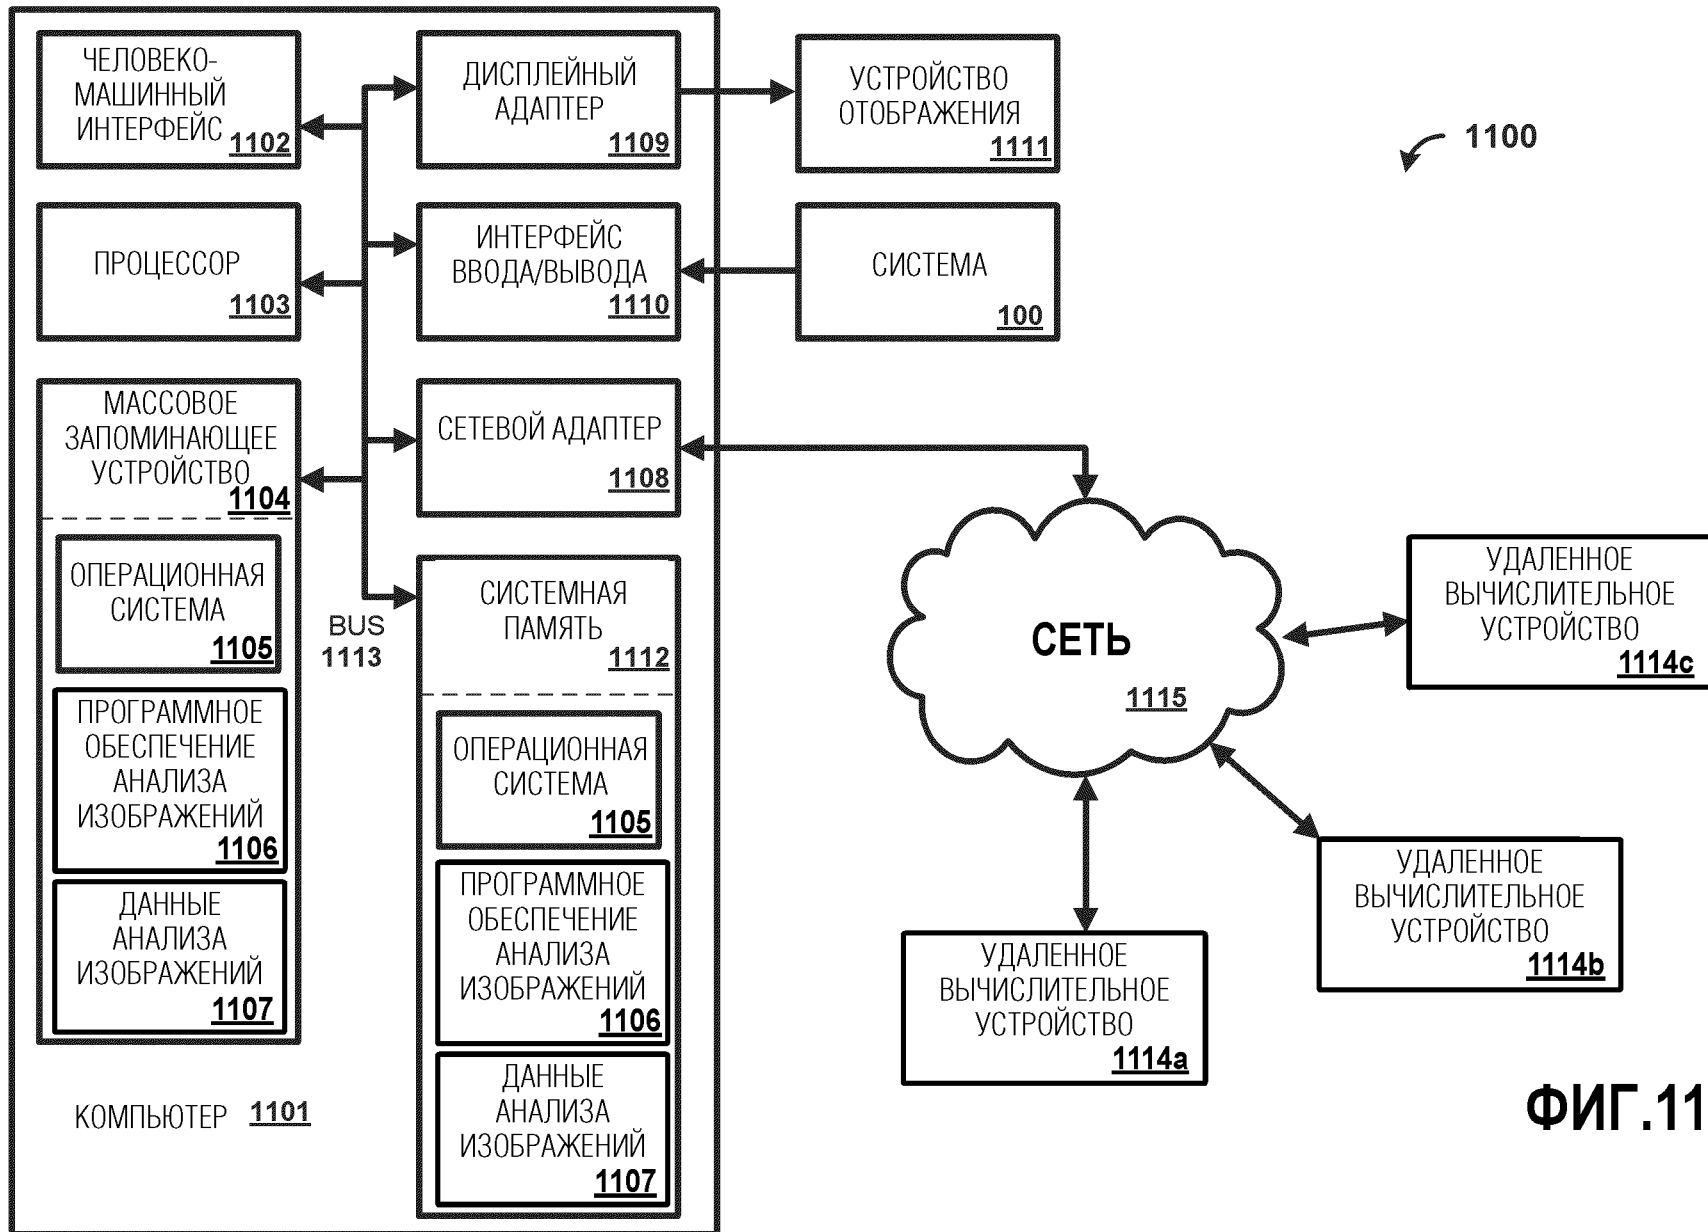 ЧЕЛОВЕКО-
МАШИННЫЙ
ИНТЕРФЕЙС
1102
ДИСПЛЕЙНЫЙ
АДАПТЕР
1109
УСТРОЙСТВО
ОТОБРАЖЕНИЯ
1111
1100
ПРОЦЕССОР
1103
ИНТЕРФЕЙС
ВВОДА/ВЫВОДА
1110
СИСТЕМА
100
МАССОВОЕ
ЗАПОМИНАЮЩЕЕ
УСТРОЙСТВО
1104
СЕТЕВОЙ АДАПТЕР
1108
ОПЕРАЦИОННАЯ
СИСТЕМА
1105
BUS
1113
СИСТЕМНАЯ
ПАМЯТЬ
1112
ПРОГРАММНОЕ
ОБЕСПЕЧЕНИЕ
АНАЛИЗА
ИЗОБРАЖЕНИЙ
1106
ОПЕРАЦИОННАЯ
СИСТЕМА
1105
ДАННЫЕ
АНАЛИЗА
ИЗОБРАЖЕНИЙ
1107
ПРОГРАММНОЕ
ОБЕСПЕЧЕНИЕ
АНАЛИЗА
ИЗОБРАЖЕНИЙ
1106
ДАННЫЕ
АНАЛИЗА
ИЗОБРАЖЕНИЙ
1107
КОМПЬЮТЕР 1101
СЕТЬ
1115
УДАЛЕННОЕ
ВЫЧИСЛИТЕЛЬНОЕ
УСТРОЙСТВО
1114c
УДАЛЕННОЕ
ВЫЧИСЛИТЕЛЬНОЕ
УСТРОЙСТВО
1114b
УДАЛЕННОЕ
ВЫЧИСЛИТЕЛЬНОЕ
УСТРОЙСТВО
1114a
ФИГ.11